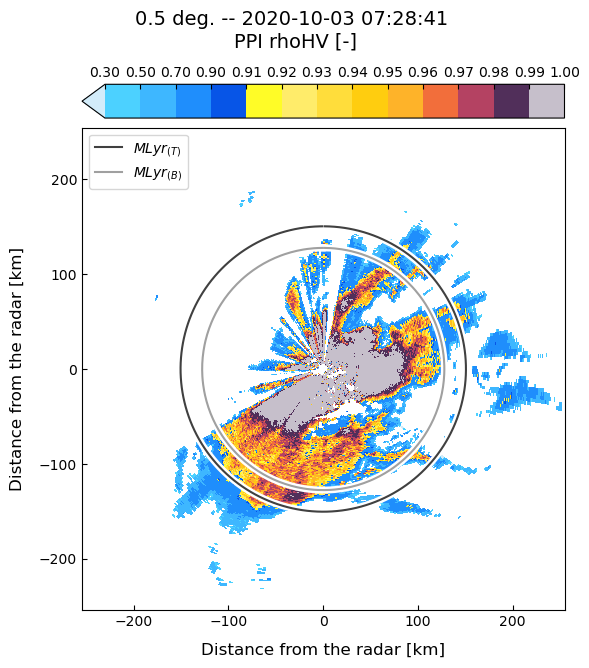 0.5 deg. -- 2020-10-03 07:28:41
PPI rhoHV [-]
0.30 0.50 0.70 0.90 0.91 0.92 0.93 0.94 0.95 0.96 0.97 0.98 0.99 1.00
MLyr(T)
MLyr(B)
200
100
0
−100
−200
Distance from the radar [km]
−200 −100 0 100 200
Distance from the radar [km]